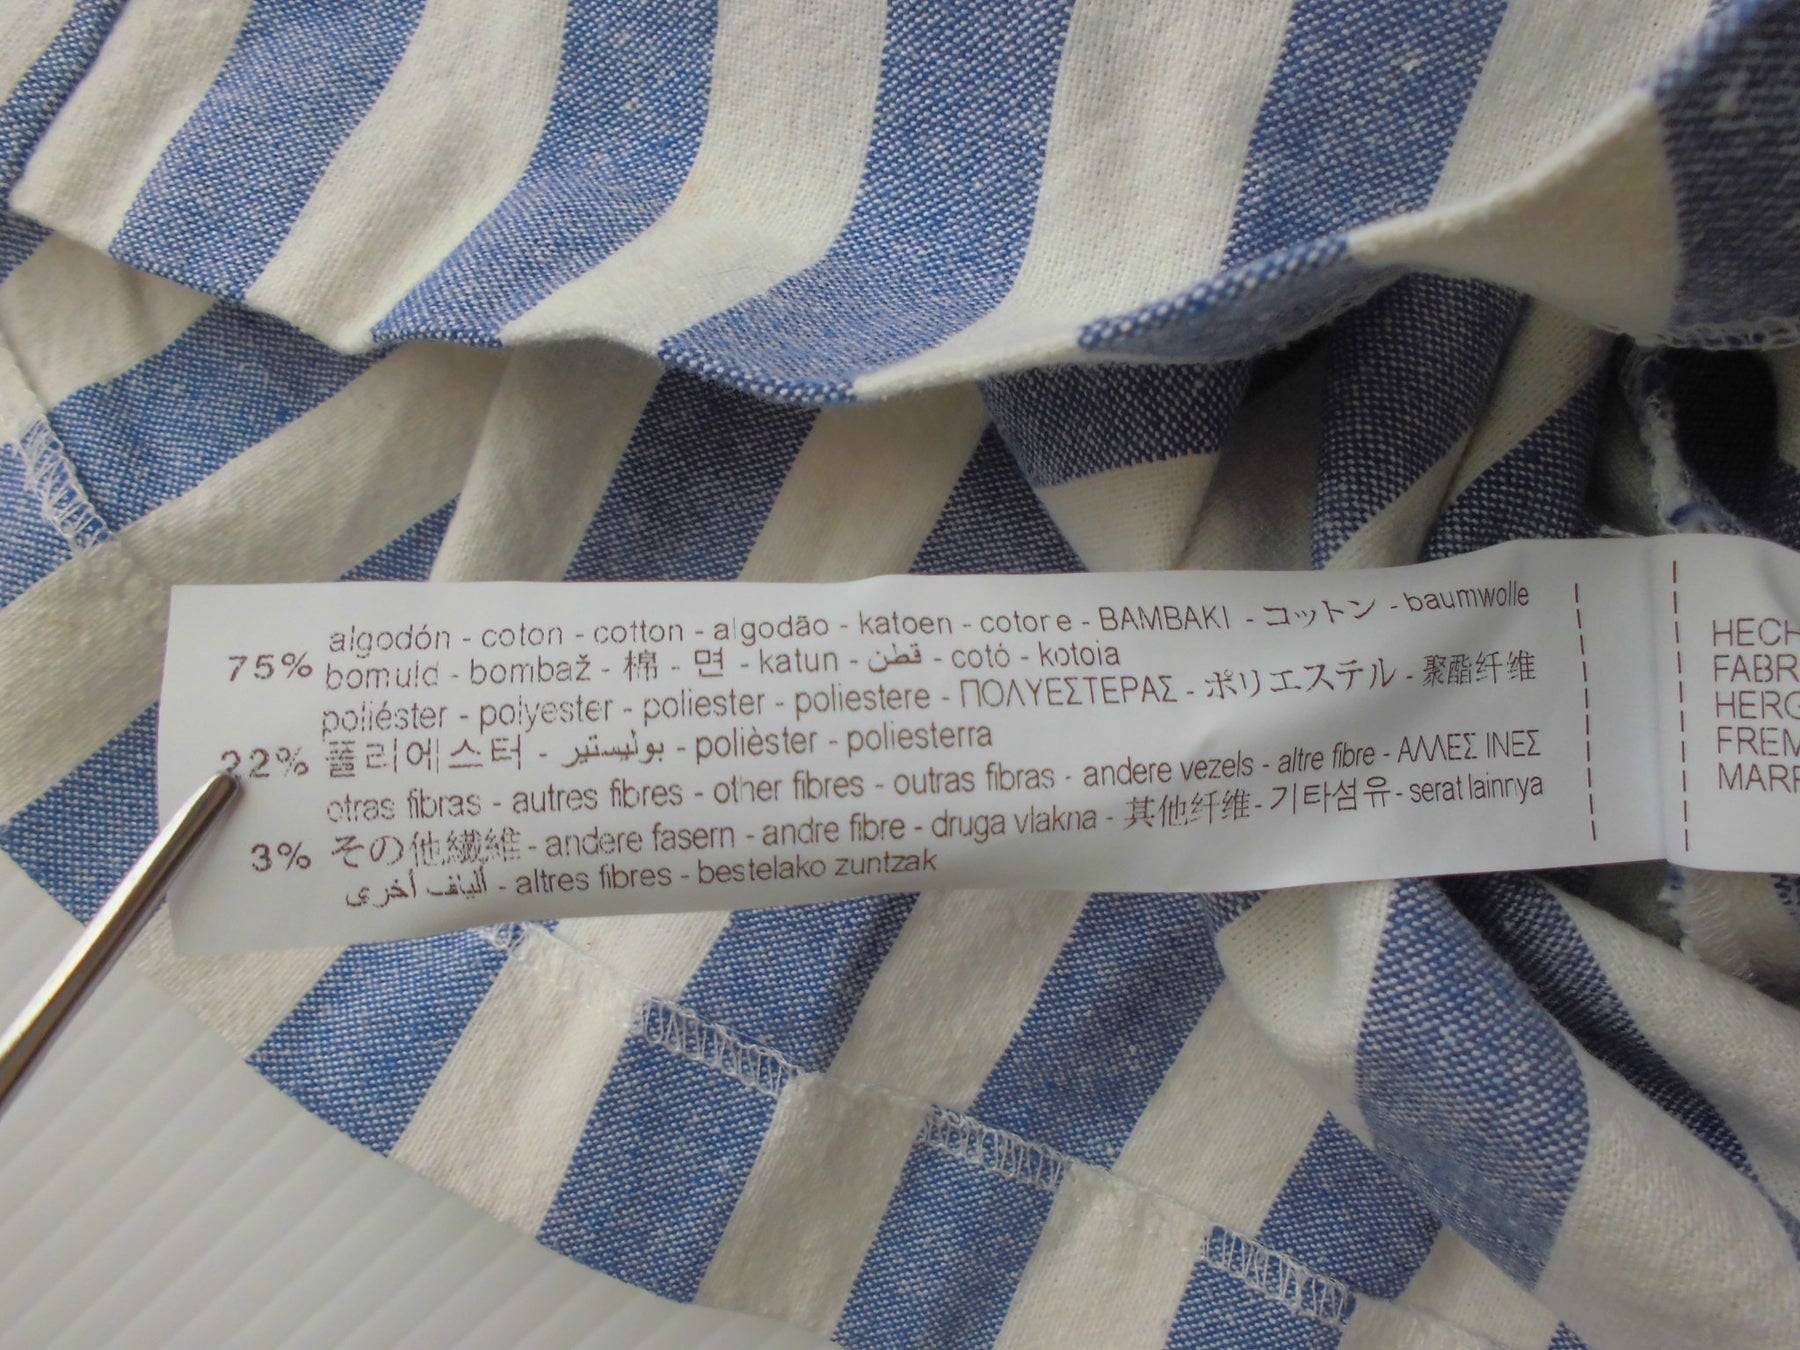 algodón - coton - cotton - algodão - katoen - cotore - BAMBAKI - コットン - baumwolle
75% bomuld - bombaž - 棉 - 면 - katun - قطن - cotó - kotoia
poliéster - polyester - poliester - poliestere - ΠΟΛΥΕΣΤΕΡΑΣ - ポリエステル - 聚酯纤维
22% 폴리에스터 - بوليستير - polièster - poliesterra
otras fibras - autres fibres - other fibres - outras fibras - andere vezels - altre fibre - ΑΛΛΕΣ ΙΝΕΣ
3% その他繊維 - andere fasern - andre fibre - druga vlakna - 其他纤维 - 기타섬유 - serat lainnya
ألياف أخرى - altres fibres - bestelako zuntzak
HECH
FABR
HERG
FREM
MARR